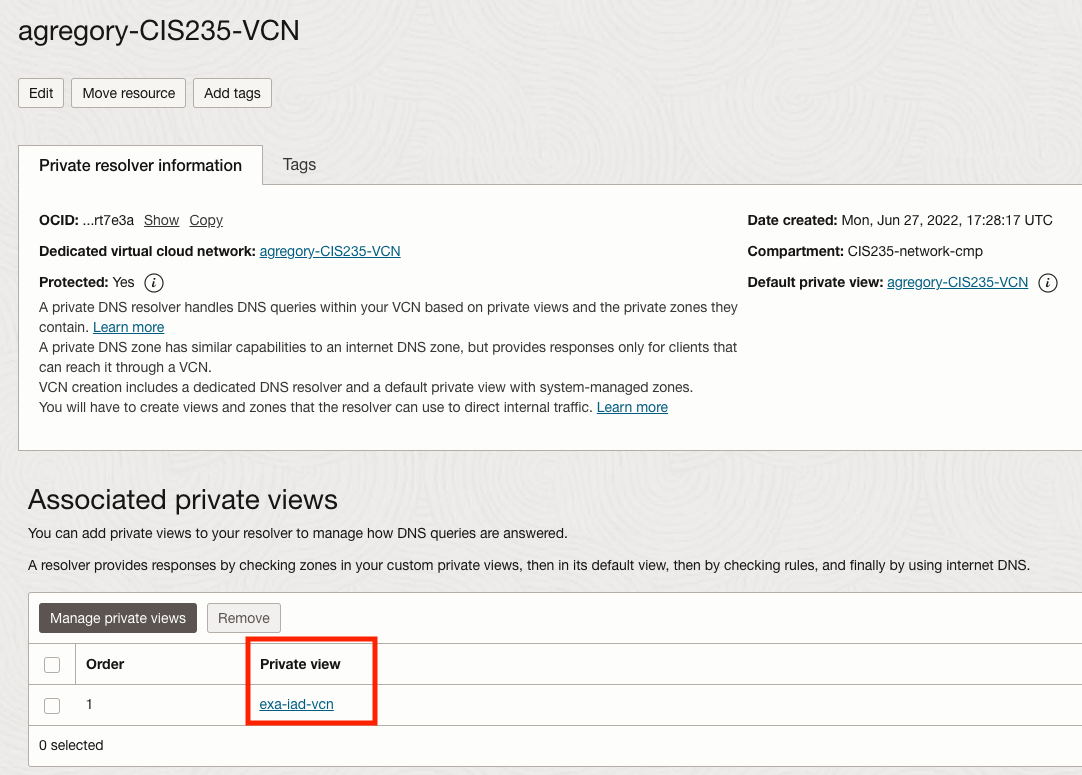 agregory-CIS235-VCN
Edit Move resource Add tags
Private resolver information Tags
OCID: ...rt7e3a Show Copy
Dedicated virtual cloud network: agregory-CIS235-VCN
Protected: Yes i
A private DNS resolver handles DNS queries within your VCN based on private views and the private zones they
contain. Learn more
A private DNS zone has similar capabilities to an internet DNS zone, but provides responses only for clients that
can reach it through a VCN.
VCN creation includes a dedicated DNS resolver and a default private view with system-managed zones.
You will have to create views and zones that the resolver can use to direct internal traffic. Learn more
Date created: Mon, Jun 27, 2022, 17:28:17 UTC
Compartment: CIS235-network-cmp
Default private view: agregory-CIS235-VCN i
Associated private views
You can add private views to your resolver to manage how DNS queries are answered.
A resolver provides responses by checking zones in your custom private views, then in its default view, then by checking rules, and finally by using internet DNS.
Manage private views Remove
Order Private view
1 exa-iad-vcn
0 selected